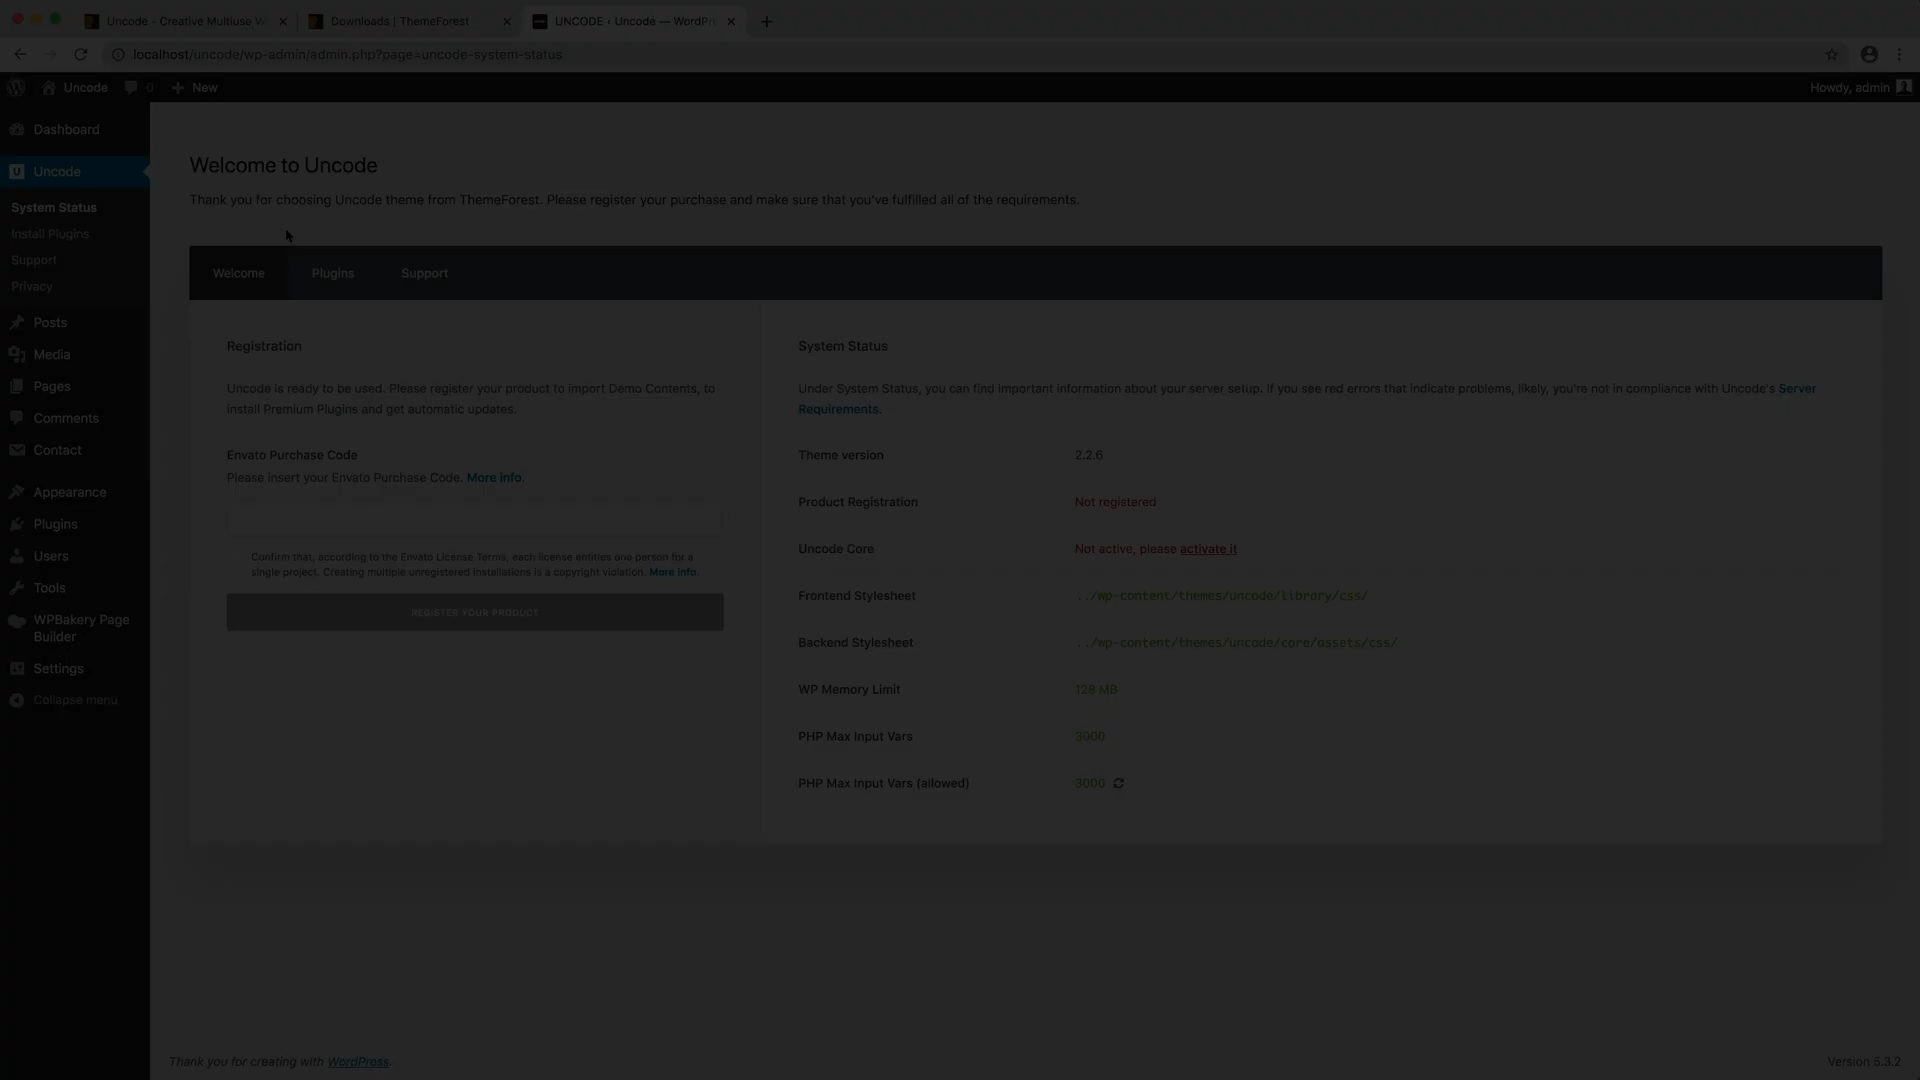 Uncode - Creative Multiuse W
Downloads | ThemeForest
UNCODE ‹ Uncode — WordPre
localhost/uncode/wp-admin/admin.php?page=uncode-system-status
Uncode
0
New
Howdy, admin
Dashboard
Uncode
System Status
Install Plugins
Support
Privacy
Posts
Media
Pages
Comments
Contact
Appearance
Plugins
Users
Tools
WPBakery Page
Builder
Settings
Collapse menu
Welcome to Uncode
Thank you for choosing Uncode theme from ThemeForest. Please register your purchase and make sure that you've fulfilled all of the requirements.
Welcome
Plugins
Support
Registration
Uncode is ready to be used. Please register your product to import Demo Contents, to
install Premium Plugins and get automatic updates.
Envato Purchase Code
Please insert your Envato Purchase Code. More info.
Confirm that, according to the Envato License Terms, each license entities one person for a
single project. Creating multiple unregistered installations is a copyright violation. More info.
REGISTER YOUR PRODUCT
System Status
Under System Status, you can find important information about your server setup. If you see red errors that indicate problems, likely, you're not in compliance with Uncode's Server
Requirements.
Theme version 2.2.6
Product Registration Not registered
Uncode Core Not active, please activate it
Frontend Stylesheet ../wp-content/themes/uncode/library/css/
Backend Stylesheet ../wp-content/themes/uncode/core/assets/css/
WP Memory Limit 128 MB
PHP Max Input Vars 3000
PHP Max Input Vars (allowed) 3000
Thank you for creating with WordPress.
Version 5.3.2